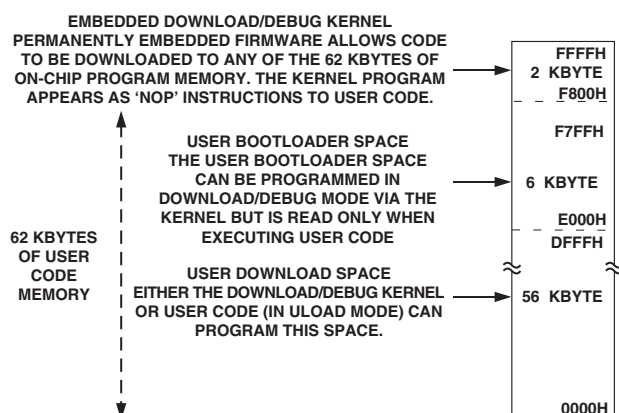 EMBEDDED DOWNLOAD/DEBUG KERNEL
PERMANENTLY EMBEDDED FIRMWARE ALLOWS CODE
TO BE DOWNLOADED TO ANY OF THE 62 KBYTES OF
ON-CHIP PROGRAM MEMORY. THE KERNEL PROGRAM
APPEARS AS ‘NOP’ INSTRUCTIONS TO USER CODE.
FFFFH
2 KBYTE
F800H
F7FFH
USER BOOTLOADER SPACE
THE USER BOOTLOADER SPACE
CAN BE PROGRAMMED IN
DOWNLOAD/DEBUG MODE VIA THE
KERNEL BUT IS READ ONLY WHEN
EXECUTING USER CODE
6 KBYTE
E000H
DFFFH
62 KBYTES
OF USER
CODE
MEMORY
USER DOWNLOAD SPACE
EITHER THE DOWNLOAD/DEBUG KERNEL
OR USER CODE (IN ULOAD MODE) CAN
PROGRAM THIS SPACE.
56 KBYTE
0000H